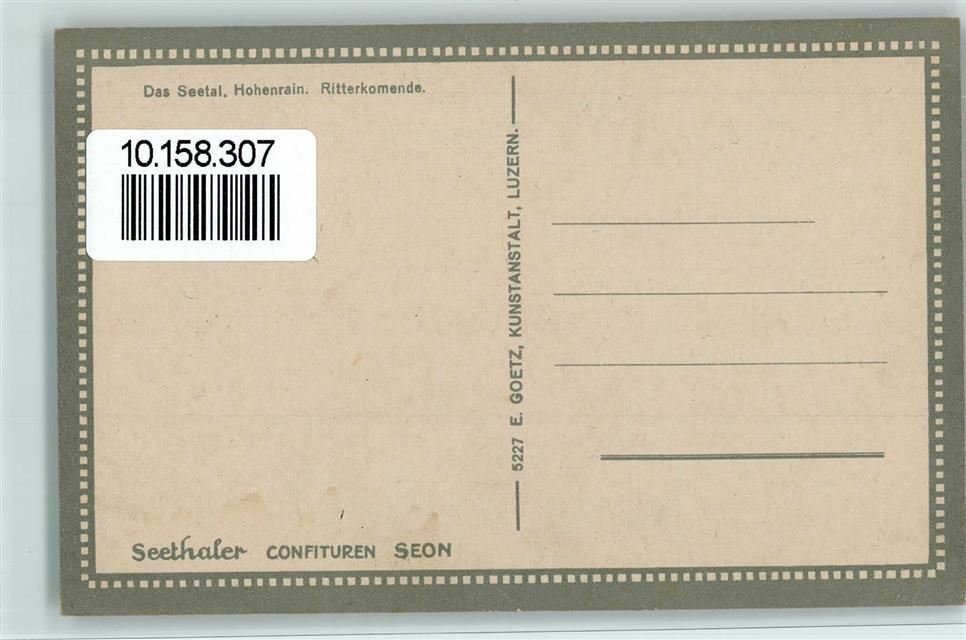 Das Seetal. Hohenrain. Ritterkomende.
10.158.307
5227 E. GOETZ, KUNSTANSTALT, LUZERN.
Seethaler CONFITUREN SEON